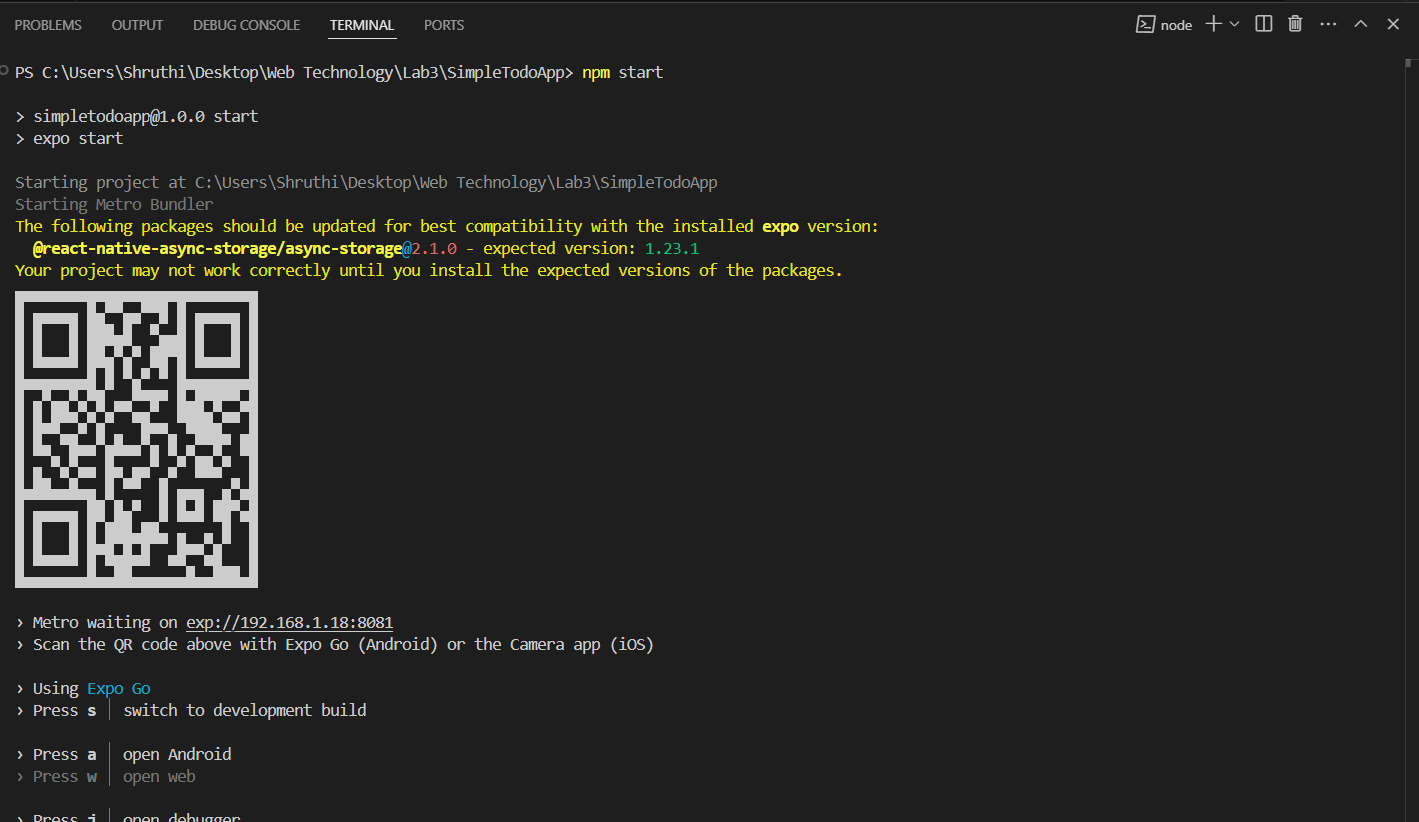 PROBLEMS OUTPUT DEBUG CONSOLE TERMINAL PORTS node
PS C:\Users\Shruthi\Desktop\Web Technology\Lab3\SimpleTodoApp> npm start
> simpletodoapp@1.0.0 start
> expo start
Starting project at C:\Users\Shruthi\Desktop\Web Technology\Lab3\SimpleTodoApp
Starting Metro Bundler
The following packages should be updated for best compatibility with the installed expo version:
@react-native-async-storage/async-storage@2.1.0 - expected version: 1.23.1
Your project may not work correctly until you install the expected versions of the packages.
› Metro waiting on exp://192.168.1.18:8081
› Scan the QR code above with Expo Go (Android) or the Camera app (iOS)
› Using Expo Go
› Press s │ switch to development build
› Press a │ open Android
› Press w │ open web
› Press j │ open debugger